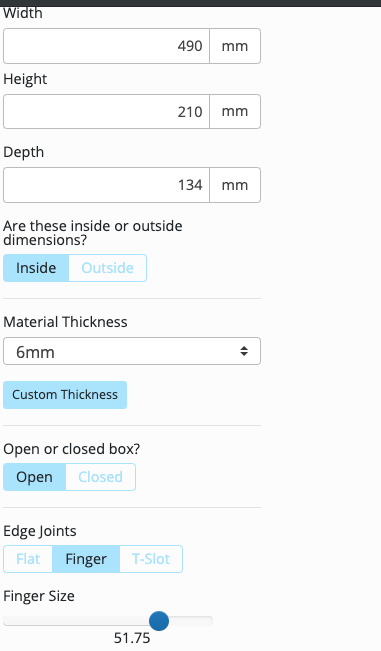 Width
490 mm
Height
210 mm
Depth
134 mm
Are these inside or outside
dimensions?
Inside Outside
Material Thickness
6mm
Custom Thickness
Open or closed box?
Open Closed
Edge Joints
Flat Finger T-Slot
Finger Size
51.75